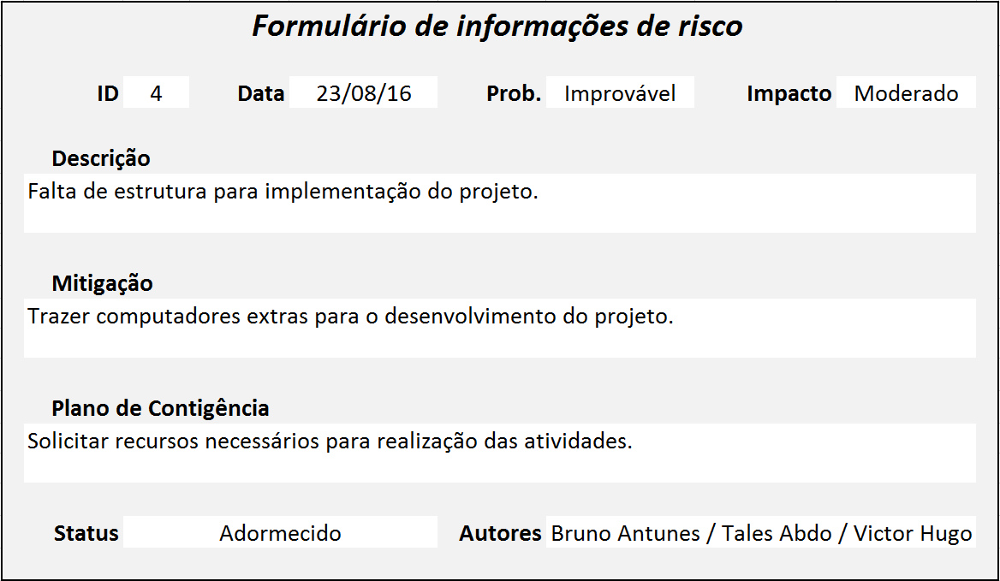 Formulário de informações de risco
ID 4 Data 23/08/16 Prob. Improvável Impacto Moderado
Descrição
Falta de estrutura para implementação do projeto.
Mitigação
Trazer computadores extras para o desenvolvimento do projeto.
Plano de Contigência
Solicitar recursos necessários para realização das atividades.
Status Adormecido Autores Bruno Antunes / Tales Abdo / Victor Hugo